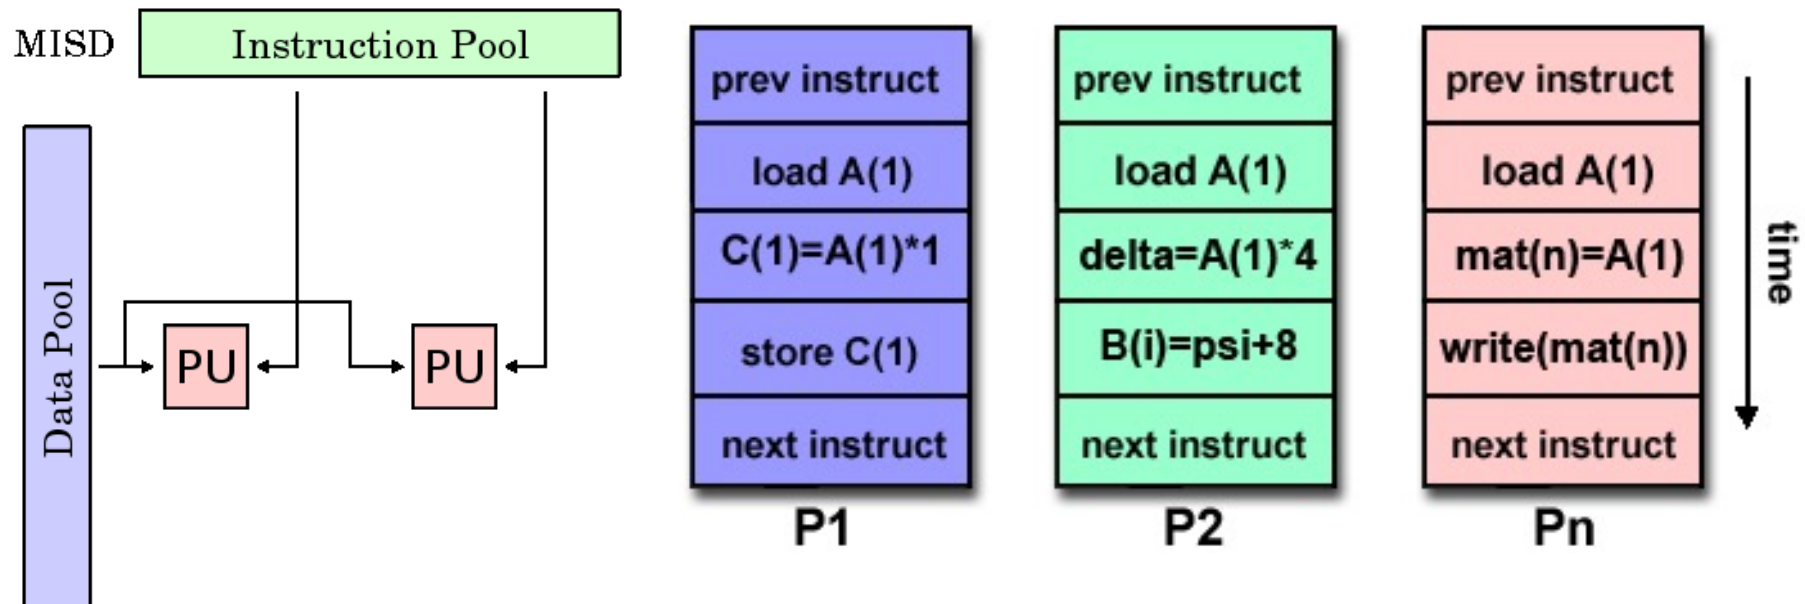 MISD
Instruction Pool
Data Pool
PU
PU
prev instruct
load A(1)
C(1)=A(1)*1
store C(1)
next instruct
P1
prev instruct
load A(1)
delta=A(1)*4
B(i)=psi+8
next instruct
P2
prev instruct
load A(1)
mat(n)=A(1)
write(mat(n))
next instruct
Pn
time